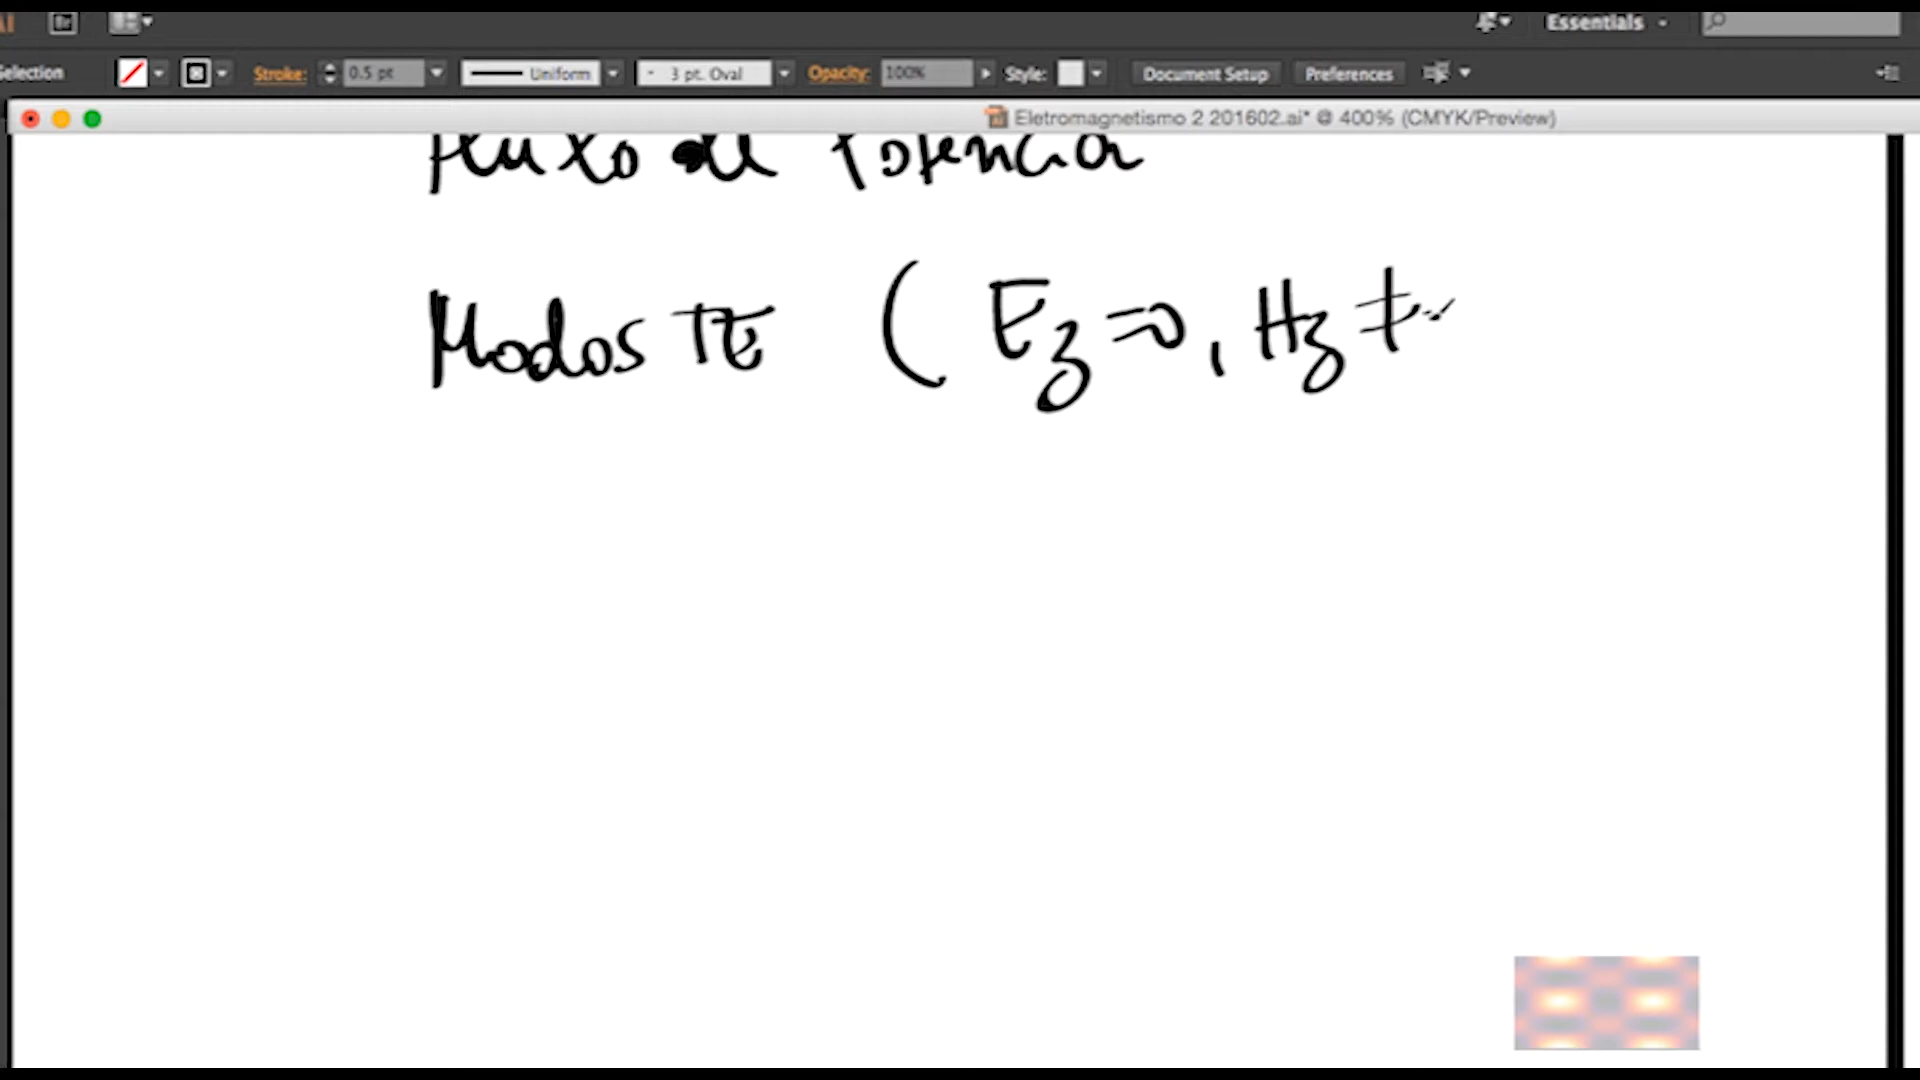 Essentials
Selection Stroke: 0.5 pt Uniform 3 pt. Oval Opacity: 100% Style: Document Setup Preferences
Eletromagnetismo 2 201602.ai* @ 400% (CMYK/Preview)
Fluxo de Potência
Modos TE ( Ez=0, Hz ≠